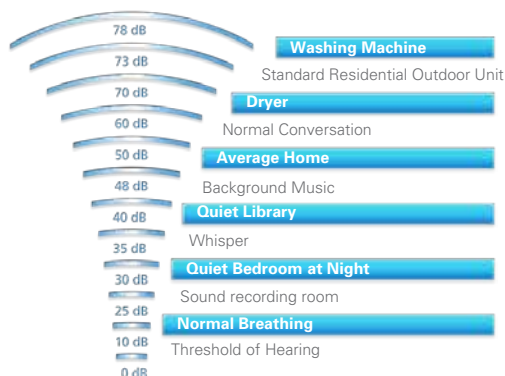 78 dB
Washing Machine
73 dB
Standard Residential Outdoor Unit
70 dB
Dryer
60 dB
Normal Conversation
50 dB
Average Home
48 dB
Background Music
40 dB
Quiet Library
35 dB
Whisper
30 dB
Quiet Bedroom at Night
Sound recording room
25 dB
Normal Breathing
10 dB
Threshold of Hearing
0 dB